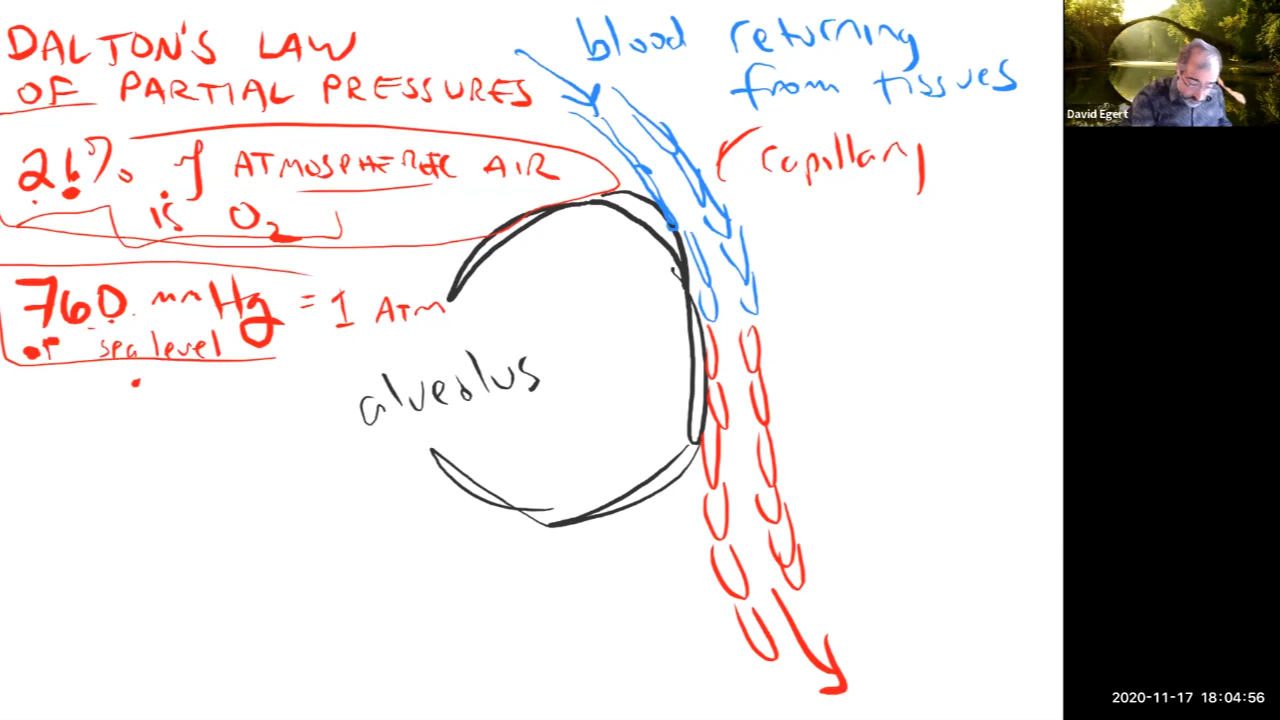 DALTON'S LAW
OF PARTIAL PRESSURES
21% of ATMOSPHERIC AIR
is O2
760 mmHg = 1 ATM
at sea level
alveolus
blood returning
from tissues
capillary
David Egert
2020-11-17 18:04:56